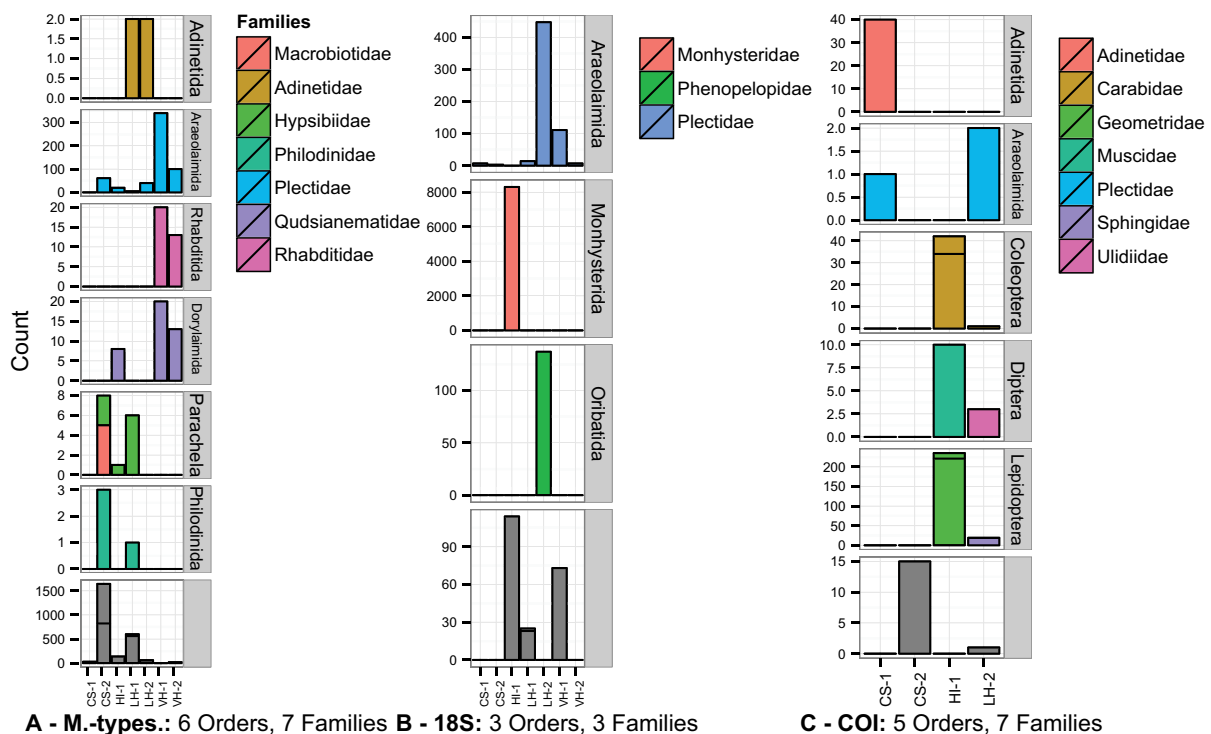 Count
2.0
1.5
1.0
0.5
0.0
Adinetida
300
200
100
0
Araeolaimida
20
15
10
5
0
Rhabditida
20
15
10
5
0
Dorylaimida
8
6
4
2
0
Parachela
3
2
1
0
Philodinida
1500
1000
500
0
CS-1
CS-2
HI-1
LH-1
LH-2
VH-1
VH-2
Families
Macrobiotidae
Adinetidae
Hypsibiidae
Philodinidae
Plectidae
Qudsianematidae
Rhabditidae
A - M.-types.: 6 Orders, 7 Families
400
300
200
100
0
Araeolaimida
8000
6000
4000
2000
0
Monhysterida
100
50
0
Oribatida
90
60
30
0
CS-1
CS-2
HI-1
LH-1
LH-2
VH-1
VH-2
Monhysteridae
Phenopelopidae
Plectidae
B - 18S: 3 Orders, 3 Families
40
30
20
10
0
Adinetida
2.0
1.5
1.0
0.5
0.0
Araeolaimida
40
30
20
10
0
Coleoptera
10.0
7.5
5.0
2.5
0.0
Diptera
200
150
100
50
0
Lepidoptera
15
10
5
0
CS-1
CS-2
HI-1
LH-2
Adinetidae
Carabidae
Geometridae
Muscidae
Plectidae
Sphingidae
Ulidiidae
C - COI: 5 Orders, 7 Families